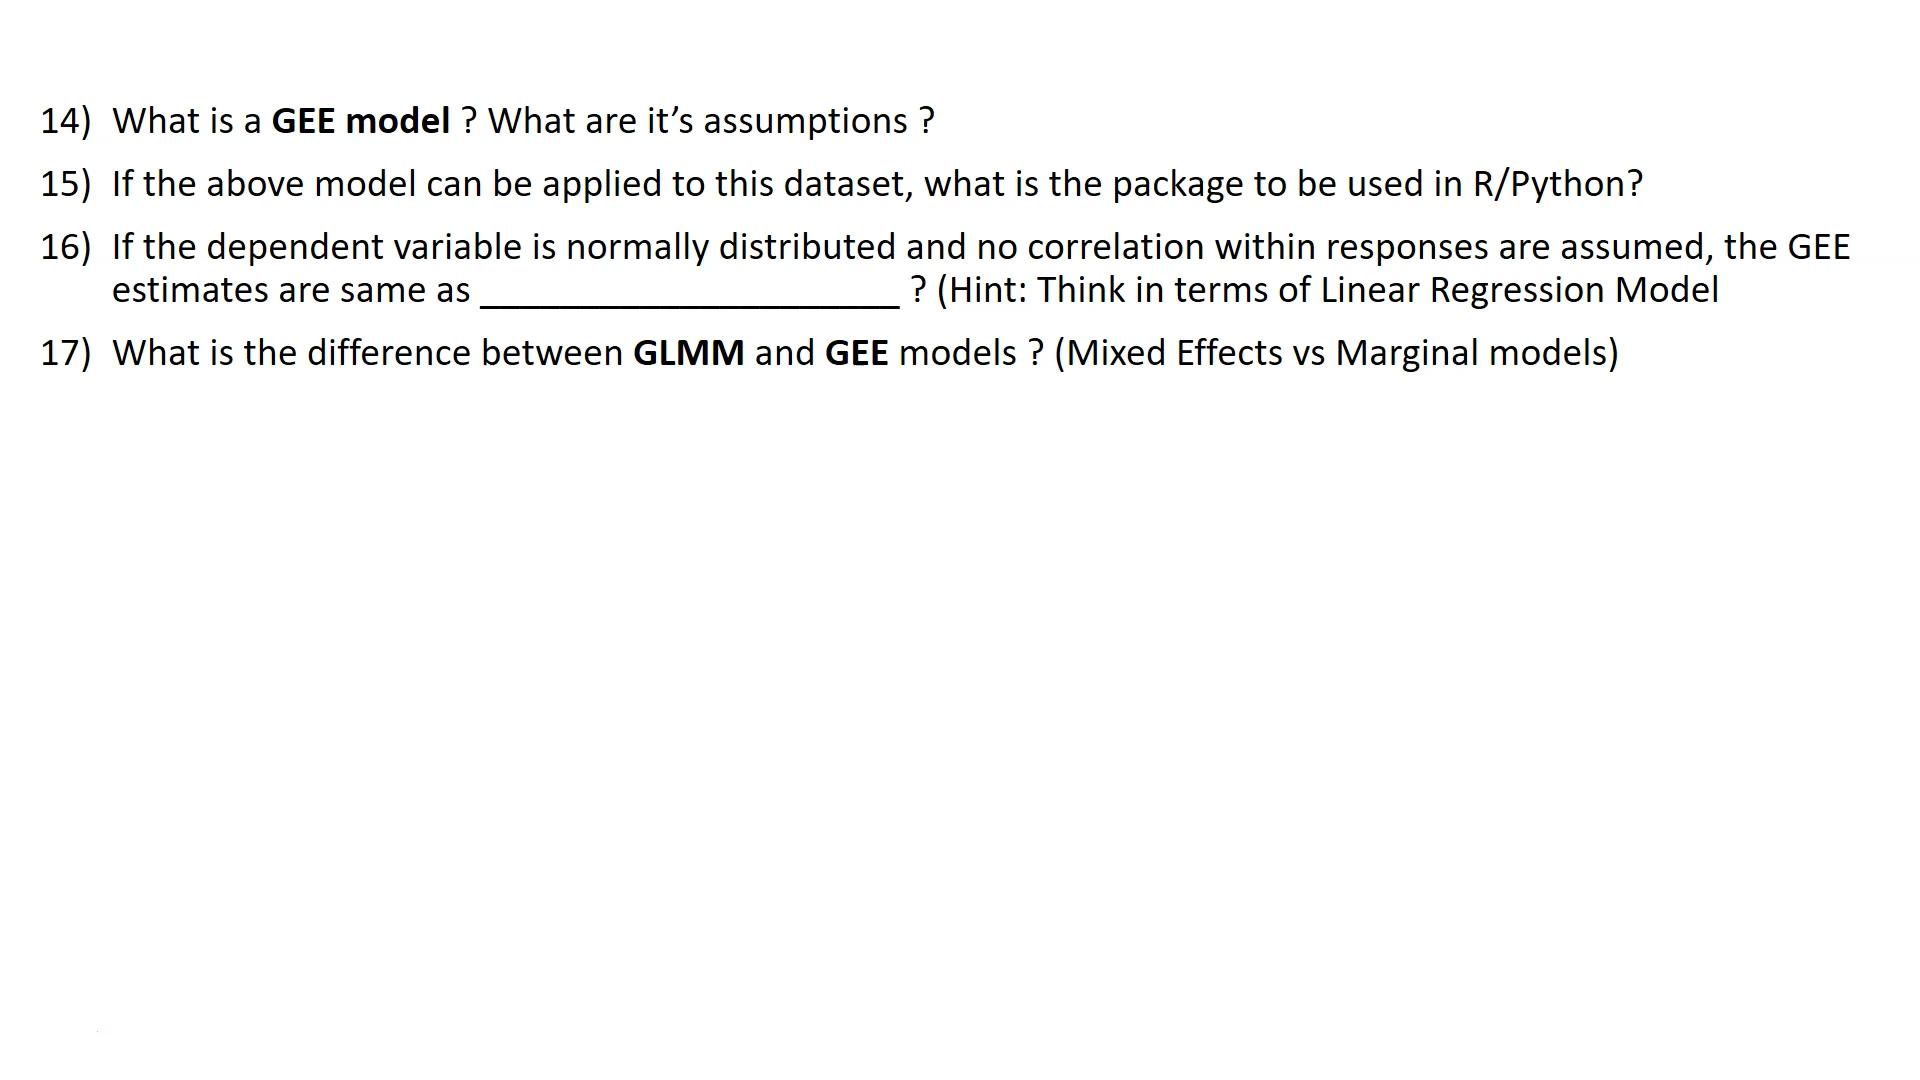 14) What is a GEE model ? What are it’s assumptions ?
15) If the above model can be applied to this dataset, what is the package to be used in R/Python?
16) If the dependent variable is normally distributed and no correlation within responses are assumed, the GEE
estimates are same as _____________________ ? (Hint: Think in terms of Linear Regression Model
17) What is the difference between GLMM and GEE models ? (Mixed Effects vs Marginal models)